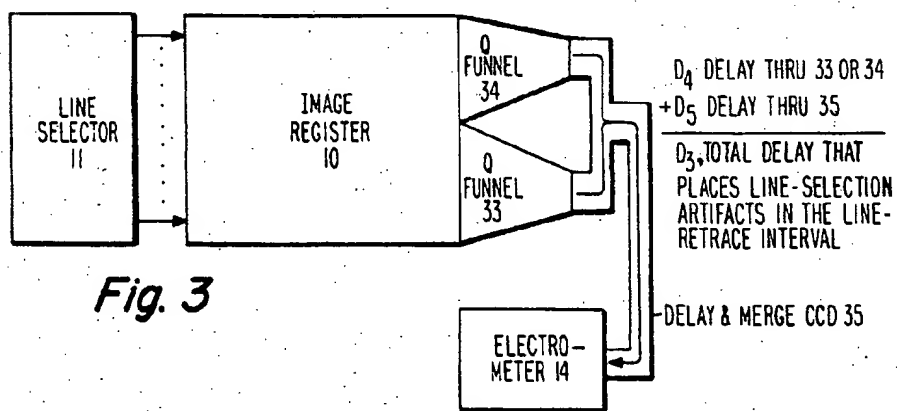 LINE
SELECTOR
11
IMAGE
REGISTER
10
Q
FUNNEL
34
Q
FUNNEL
33
D4 DELAY THRU 33 OR 34
+D5 DELAY THRU 35
D3, TOTAL DELAY THAT
PLACES LINE-SELECTION
ARTIFACTS IN THE LINE-
RETRACE INTERVAL
DELAY & MERGE CCD 35
ELECTRO-
METER 14
Fig. 3